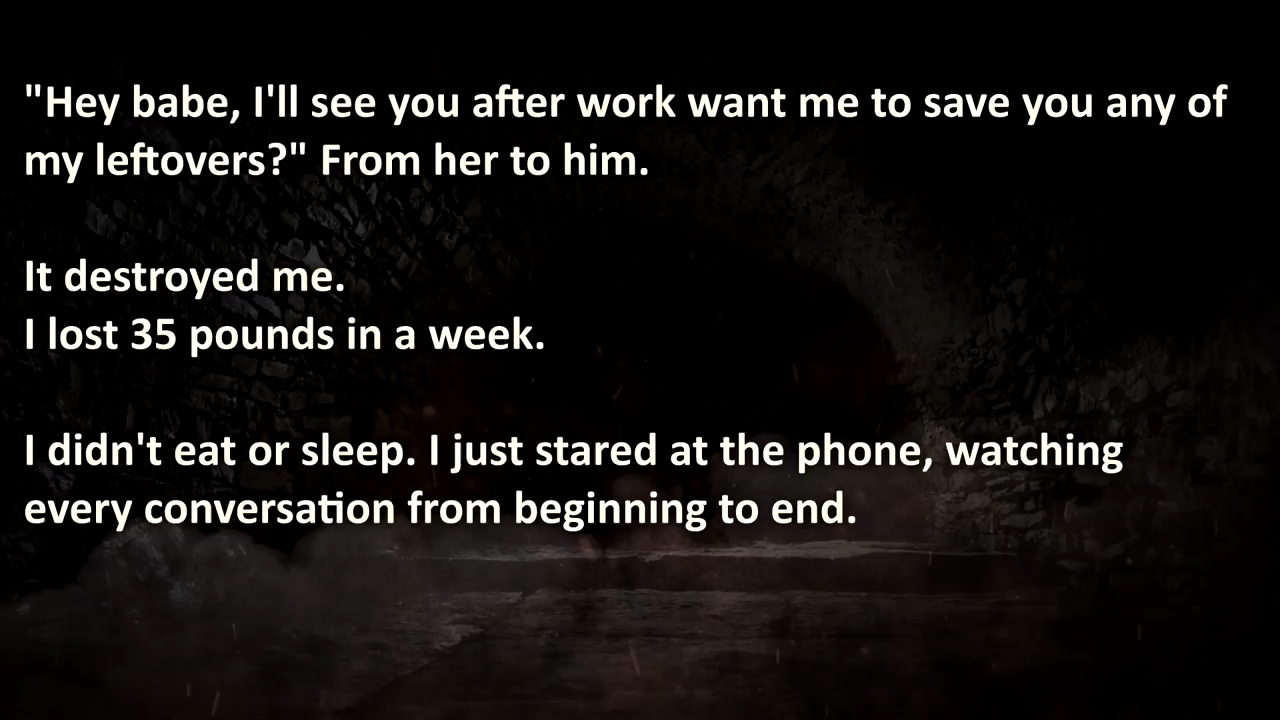 "Hey babe, I'll see you after work want me to save you any of
my leftovers?" From her to him.
It destroyed me.
I lost 35 pounds in a week.
I didn't eat or sleep. I just stared at the phone, watching
every conversation from beginning to end.